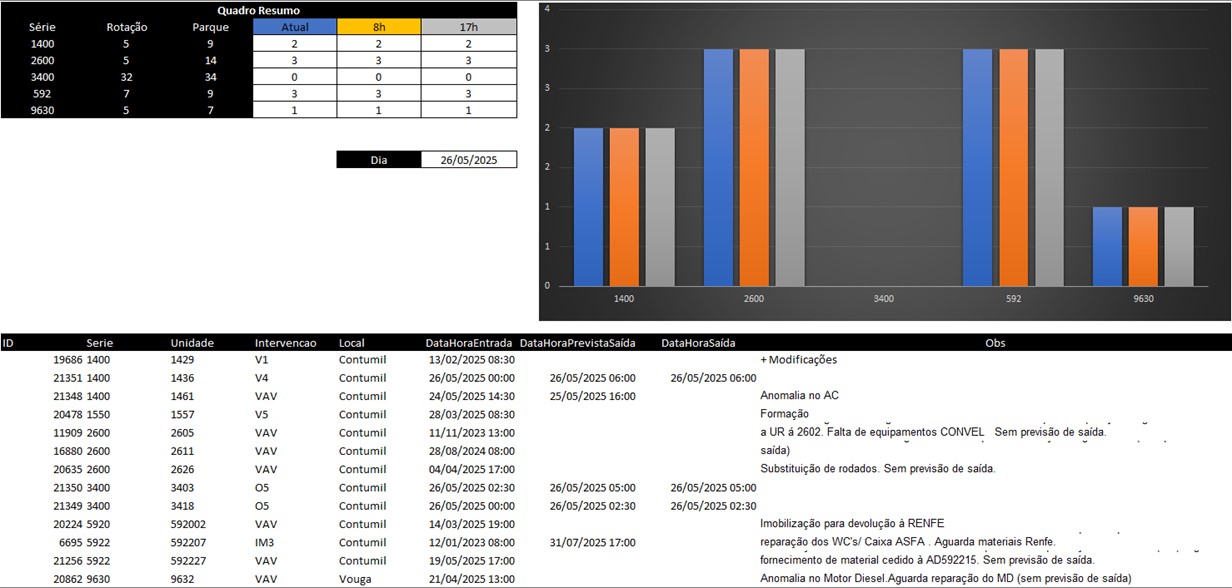 Quadro Resumo
Série Rotação Parque Atual 8h 17h
1400 5 9 2 2 2
2600 5 14 3 3 3
3400 32 34 0 0 0
592 7 9 3 3 3
9630 5 7 1 1 1
Dia 26/05/2025
4
3
3
2
2
1
1
0
1400 2600 3400 592 9630
ID Serie Unidade Intervencao Local DataHoraEntrada DataHoraPrevistaSaída DataHoraSaída Obs
19686 1400 1429 V1 Contumil 13/02/2025 08:30 + Modificações
21351 1400 1436 V4 Contumil 26/05/2025 00:00 26/05/2025 06:00 26/05/2025 06:00
21348 1400 1461 VAV Contumil 24/05/2025 14:30 25/05/2025 16:00 Anomalia no AC
20478 1550 1557 V5 Contumil 28/03/2025 08:30 Formação
11909 2600 2605 VAV Contumil 11/11/2023 13:00 a UR á 2602. Falta de equipamentos CONVEL Sem previsão de saída.
16880 2600 2611 VAV Contumil 28/08/2024 08:00 saída)
20635 2600 2626 VAV Contumil 04/04/2025 17:00 Substituição de rodados. Sem previsão de saída.
21350 3400 3403 O5 Contumil 26/05/2025 02:30 26/05/2025 05:00 26/05/2025 05:00
21349 3400 3418 O5 Contumil 26/05/2025 00:00 26/05/2025 02:30 26/05/2025 02:30
20224 5920 592002 VAV Contumil 14/03/2025 19:00 Imobilização para devolução á RENFE
6695 5922 592207 IM3 Contumil 12/01/2023 08:00 31/07/2025 17:00 reparação dos WC's/ Caixa ASFA . Aguarda materiais Renfe.
21256 5922 592227 VAV Contumil 19/05/2025 17:00 fornecimento de material cedido à AD592215. Sem previsão de saída.
20862 9630 9632 VAV Vouga 21/04/2025 13:00 Anomalia no Motor Diesel.Aguarda reparação do MD (sem previsão de saída)